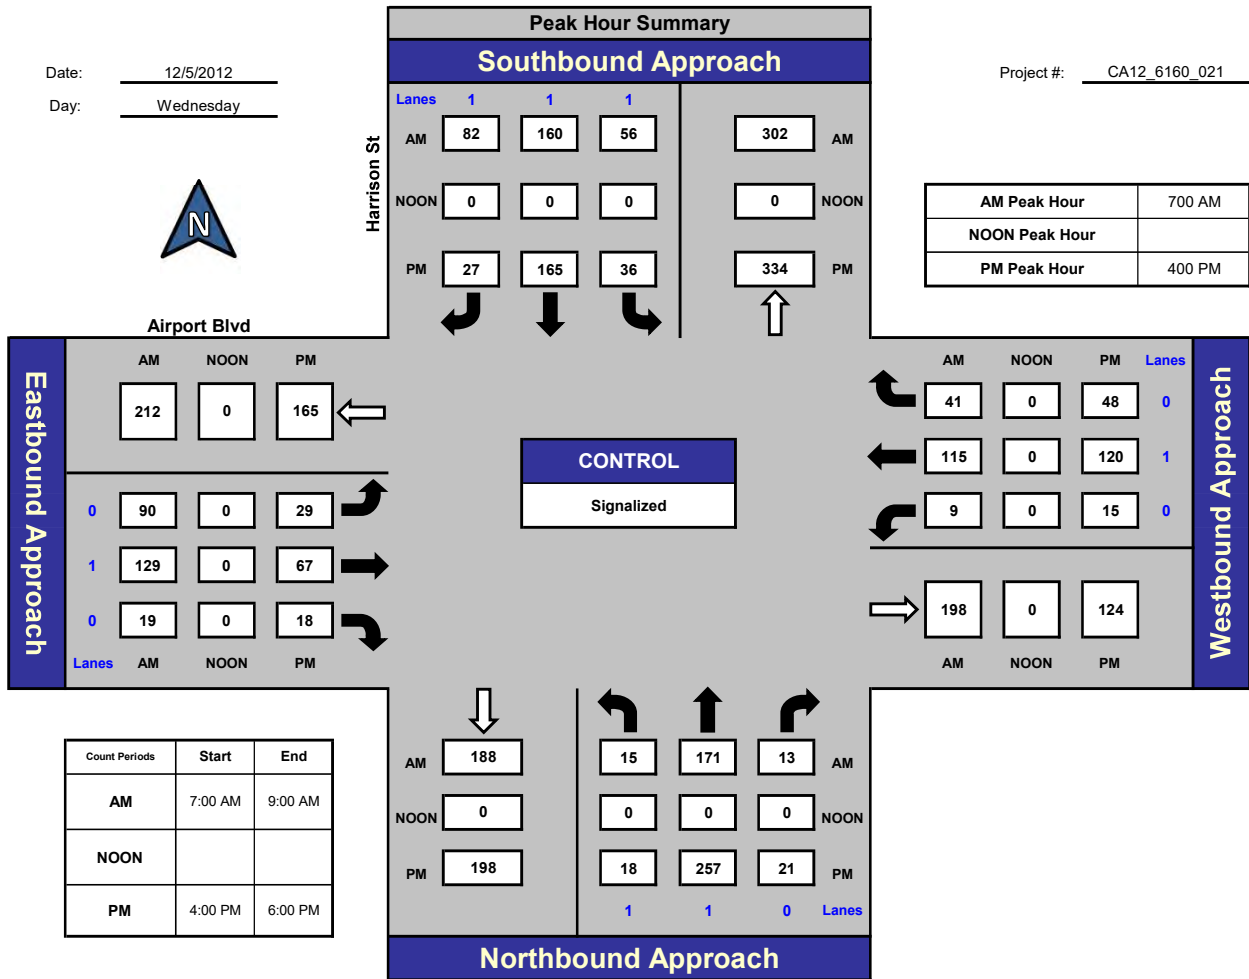 Peak Hour Summary
Southbound Approach
Date: 12/5/2012
Project #: CA12_6160_021
Day: Wednesday
Lanes 1 1 1
AM 82 160 56 302 AM
Harrison St
N
NOON 0 0 0 0 NOON
AM Peak Hour 700 AM
NOON Peak Hour
PM Peak Hour 400 PM
PM 27 165 36 334 PM
Airport Blvd
Eastbound Approach
AM NOON PM
212 0 165
0 90 0 29
1 129 0 67
0 19 0 18
Lanes AM NOON PM
CONTROL
Signalized
AM NOON PM Lanes
41 0 48 0
115 0 120 1
9 0 15 0
198 0 124
AM NOON PM
Westbound Approach
Count Periods Start End
AM 7:00 AM 9:00 AM
NOON
PM 4:00 PM 6:00 PM
AM 188 15 171 13 AM
NOON 0 0 0 0 NOON
PM 198 18 257 21 PM
1 1 0 Lanes
Northbound Approach